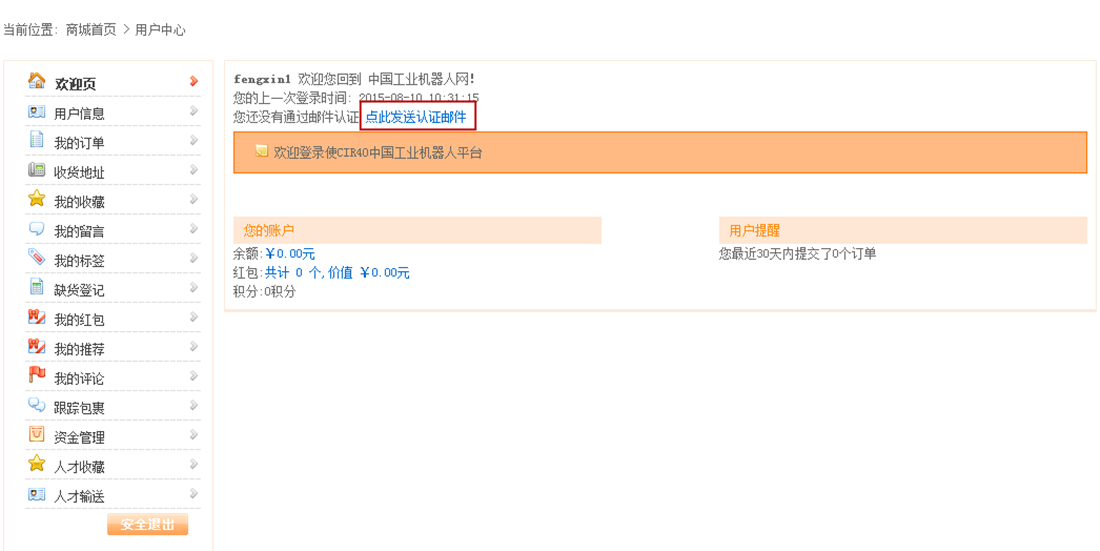 当前位置: 商城首页 > 用户中心
欢迎页
用户信息
我的订单
收货地址
我的收藏
我的留言
我的标签
缺货登记
我的红包
我的推荐
我的评论
跟踪包裹
资金管理
人才收藏
人才输送
安全退出
fengxin1 欢迎您回到 中国工业机器人网!
您的上一次登录时间: 2015-08-10 10:31:15
您还没有通过邮件认证 点此发送认证邮件
欢迎登录使CIR40中国工业机器人平台
您的账户
余额:￥0.00元
红包:共计 0 个,价值 ￥0.00元
积分:0积分
用户提醒
您最近30天内提交了0个订单